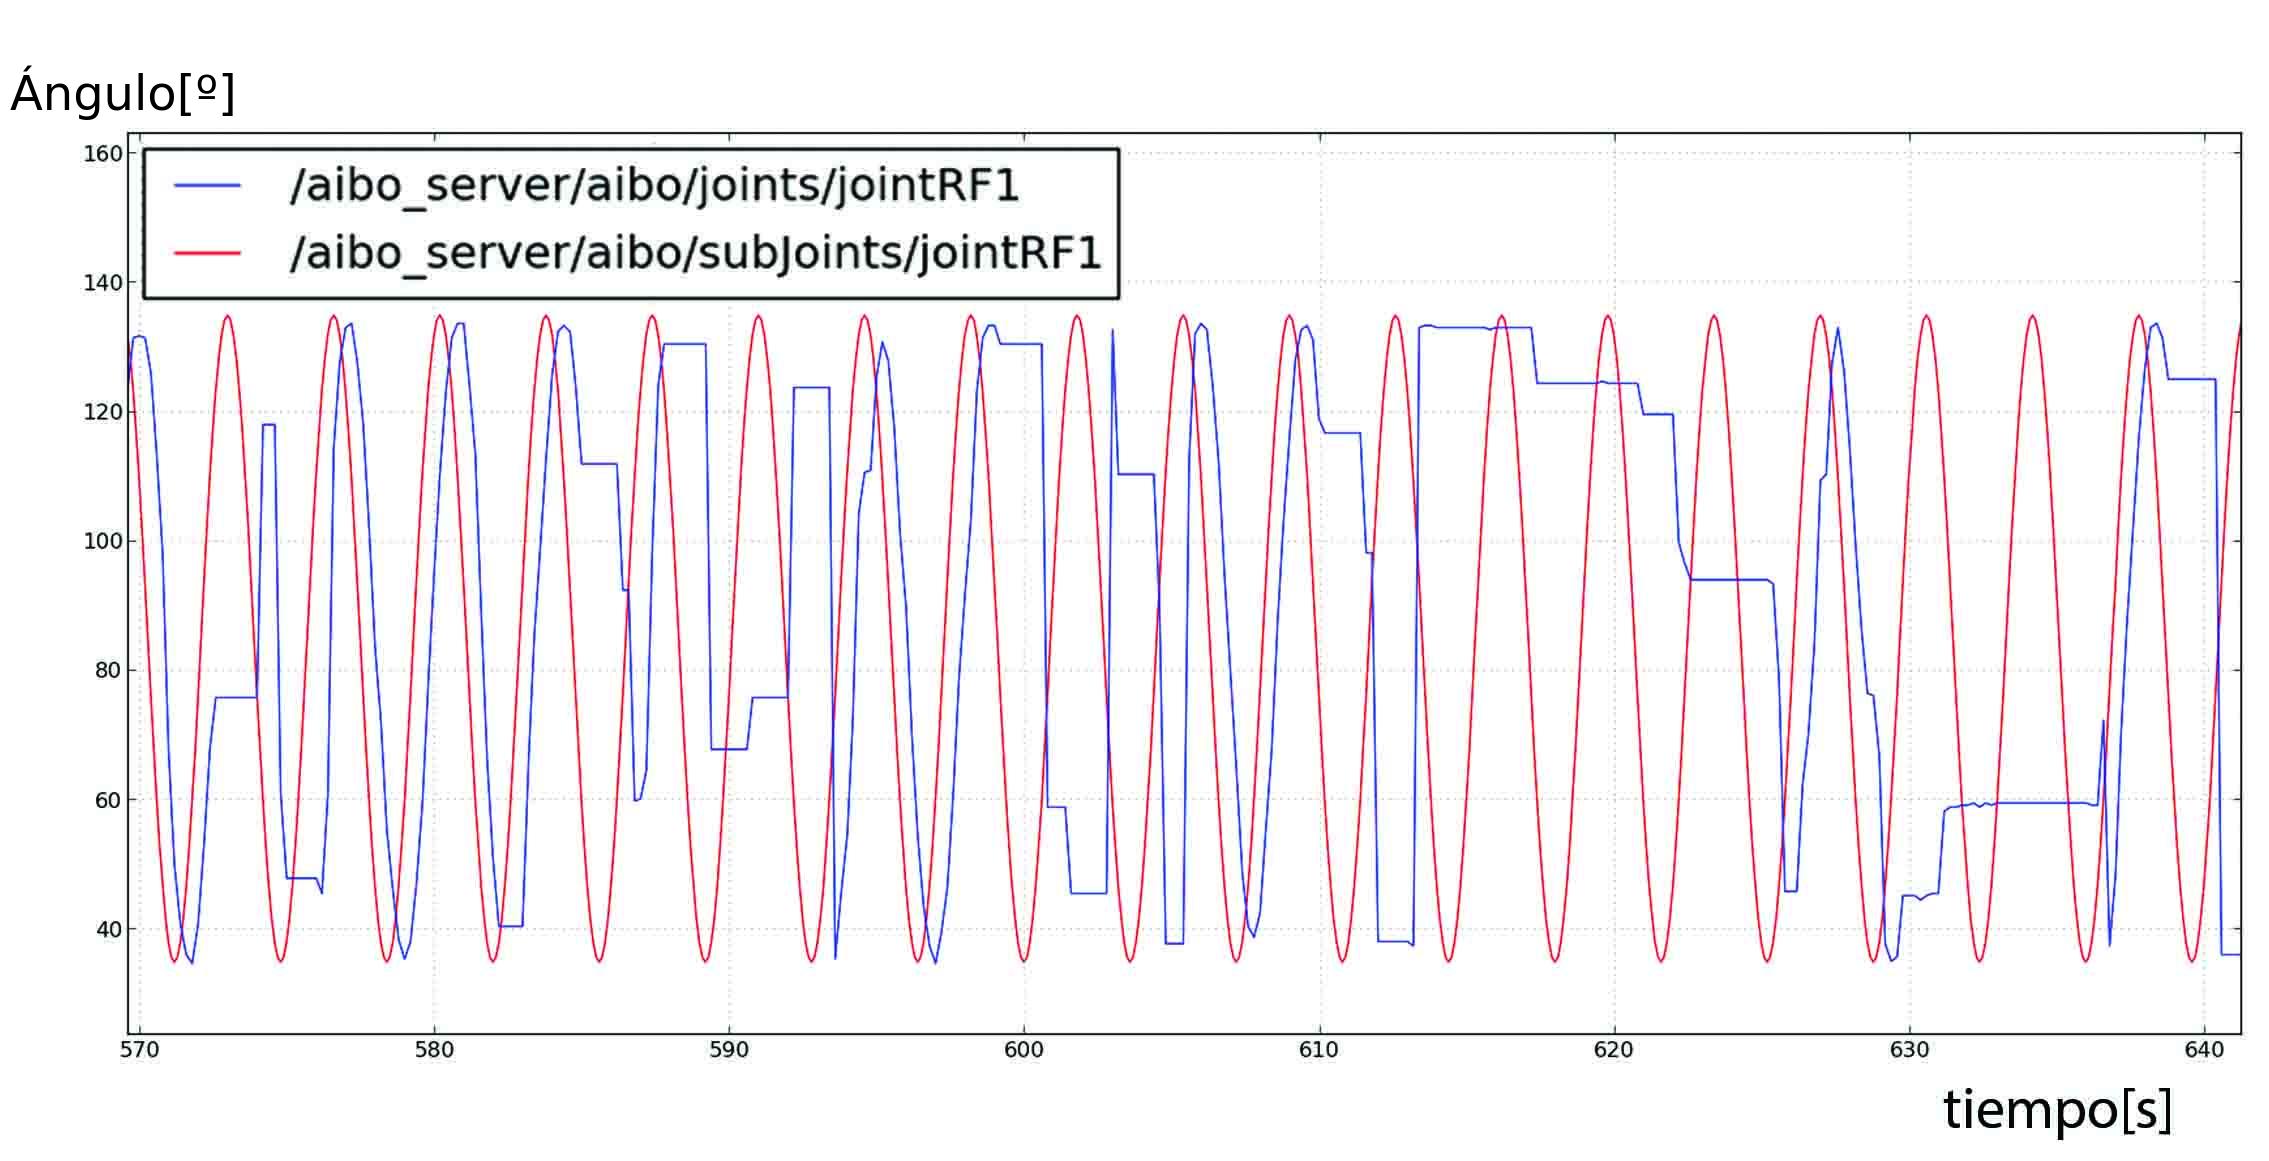 Ángulo[º]
160
/aibo_server/aibo/joints/jointRF1
/aibo_server/aibo/subJoints/jointRF1
140
120
100
80
60
40
570 580 590 600 610 620 630 640
tiempo[s]